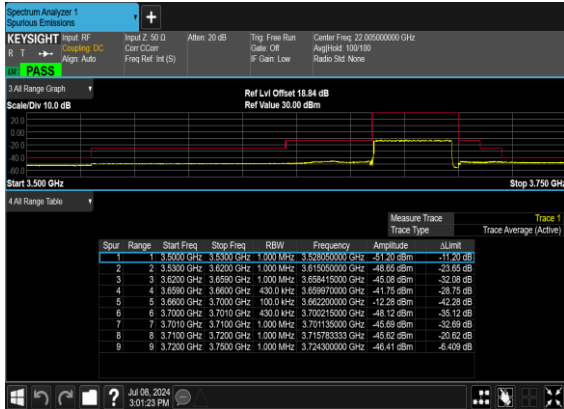 Spectrum Analyzer 1
Spurious Emissions
KEYSIGHT Input: RF Input Z: 50 Ω Atten: 20 dB Trig: Free Run Center Freq: 22.005000000 GHz
R T Coupling: DC Corr CCorr Gate: Off Avg|Hold: 100/100
Align: Auto Freq Ref: Int (S) IF Gain: Low Radio Std: None
PASS
3 All Range Graph
Ref Lvl Offset 18.84 dB
Scale/Div 10.0 dB Ref Value 30.00 dBm
20.0
0.00
-20.0
-40.0
-60.0
Start 3.500 GHz Stop 3.750 GHz
4 All Range Table
Measure Trace Trace 1
Trace Type Trace Average (Active)
Spur Range Start Freq Stop Freq RBW Frequency Amplitude ΔLimit
1 1 3.5000 GHz 3.5300 GHz 1.000 MHz 3.528050000 GHz -51.20 dBm -11.20 dB
2 2 3.5300 GHz 3.6200 GHz 1.000 MHz 3.615050000 GHz -48.65 dBm -23.65 dB
3 3 3.6200 GHz 3.6590 GHz 1.000 MHz 3.658415000 GHz -45.08 dBm -32.08 dB
4 4 3.6590 GHz 3.6600 GHz 430.0 kHz 3.659970000 GHz -41.75 dBm -28.75 dB
5 5 3.6600 GHz 3.7000 GHz 100.0 kHz 3.662200000 GHz -12.28 dBm -42.28 dB
6 6 3.7000 GHz 3.7010 GHz 430.0 kHz 3.700215000 GHz -48.12 dBm -35.12 dB
7 7 3.7010 GHz 3.7100 GHz 1.000 MHz 3.701135000 GHz -45.69 dBm -32.69 dB
8 8 3.7100 GHz 3.7200 GHz 1.000 MHz 3.715783333 GHz -45.62 dBm -20.62 dB
9 9 3.7200 GHz 3.7500 GHz 1.000 MHz 3.724300000 GHz -46.41 dBm -6.409 dB
? Jul 08, 2024
3:01:23 PM